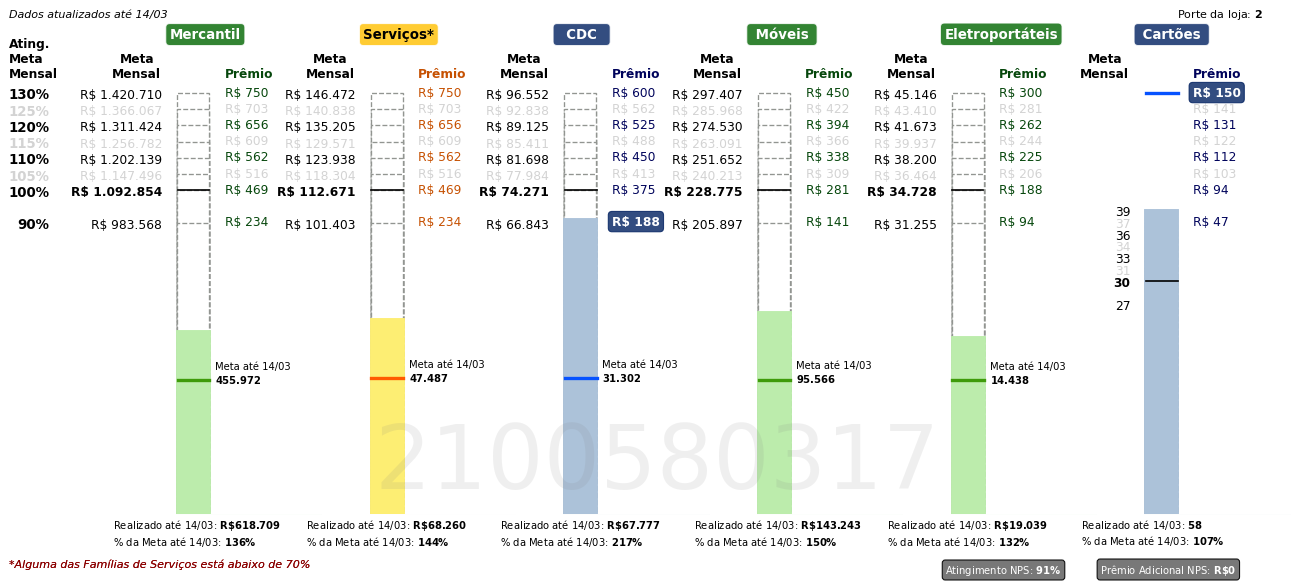 Dados atualizados até 14/03 Porte da loja: 2
Mercantil Serviços* CDC Móveis Eletroportáteis Cartões
Ating. Meta Mensal Meta Mensal Prêmio Meta Mensal Prêmio Meta Mensal Prêmio Meta Mensal Prêmio Meta Mensal Prêmio Meta Mensal Prêmio
130% R$ 1.420.710 R$ 750 R$ 146.472 R$ 750 R$ 96.552 R$ 600 R$ 297.407 R$ 450 R$ 45.146 R$ 300 R$ 150
125% R$ 1.366.067 R$ 703 R$ 140.838 R$ 703 R$ 92.838 R$ 562 R$ 285.968 R$ 422 R$ 43.410 R$ 281 R$ 141
120% R$ 1.311.424 R$ 656 R$ 135.205 R$ 656 R$ 89.125 R$ 525 R$ 274.530 R$ 394 R$ 41.673 R$ 262 R$ 131
115% R$ 1.256.782 R$ 609 R$ 129.571 R$ 609 R$ 85.411 R$ 488 R$ 263.091 R$ 366 R$ 39.937 R$ 244 R$ 122
110% R$ 1.202.139 R$ 562 R$ 123.938 R$ 562 R$ 81.698 R$ 450 R$ 251.652 R$ 338 R$ 38.200 R$ 225 R$ 112
105% R$ 1.147.496 R$ 516 R$ 118.304 R$ 516 R$ 77.984 R$ 413 R$ 240.213 R$ 309 R$ 36.464 R$ 206 R$ 103
100% R$ 1.092.854 R$ 469 R$ 112.671 R$ 469 R$ 74.271 R$ 375 R$ 228.775 R$ 281 R$ 34.728 R$ 188 R$ 94
90% R$ 983.568 R$ 234 R$ 101.403 R$ 234 R$ 66.843 R$ 188 R$ 205.897 R$ 141 R$ 31.255 R$ 94 R$ 47
39
37
36
34
33
31
30
27
Meta até 14/03 Meta até 14/03 Meta até 14/03 Meta até 14/03 Meta até 14/03
455.972 47.487 31.302 95.566 14.438
2100580317
Realizado até 14/03: R$618.709 Realizado até 14/03: R$68.260 Realizado até 14/03: R$67.777 Realizado até 14/03: R$143.243 Realizado até 14/03: R$19.039 Realizado até 14/03: 58
% da Meta até 14/03: 136% % da Meta até 14/03: 144% % da Meta até 14/03: 217% % da Meta até 14/03: 150% % da Meta até 14/03: 132% % da Meta até 14/03: 107%
*Alguma das Famílias de Serviços está abaixo de 70% Atingimento NPS: 91% Prêmio Adicional NPS: R$0